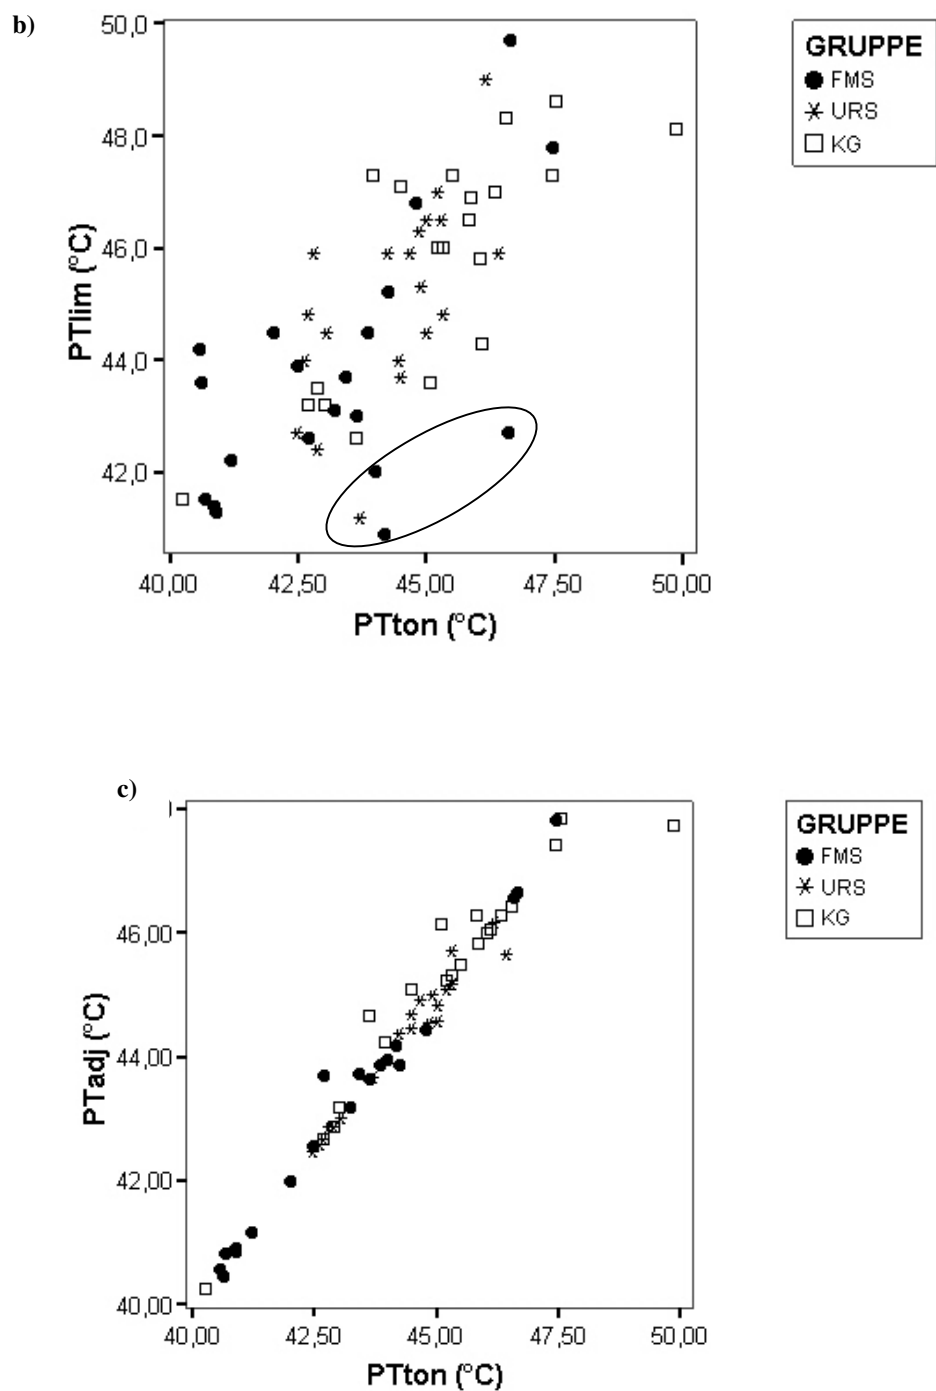 b)
50,0
48,0
46,0
44,0
42,0
PTlim (°C)
40,00 42,50 45,00 47,50 50,00
PTton (°C)
GRUPPE
FMS
URS
KG
c)
46,00
44,00
42,00
40,00
PTadj (°C)
40,00 42,50 45,00 47,50 50,00
PTton (°C)
GRUPPE
FMS
URS
KG